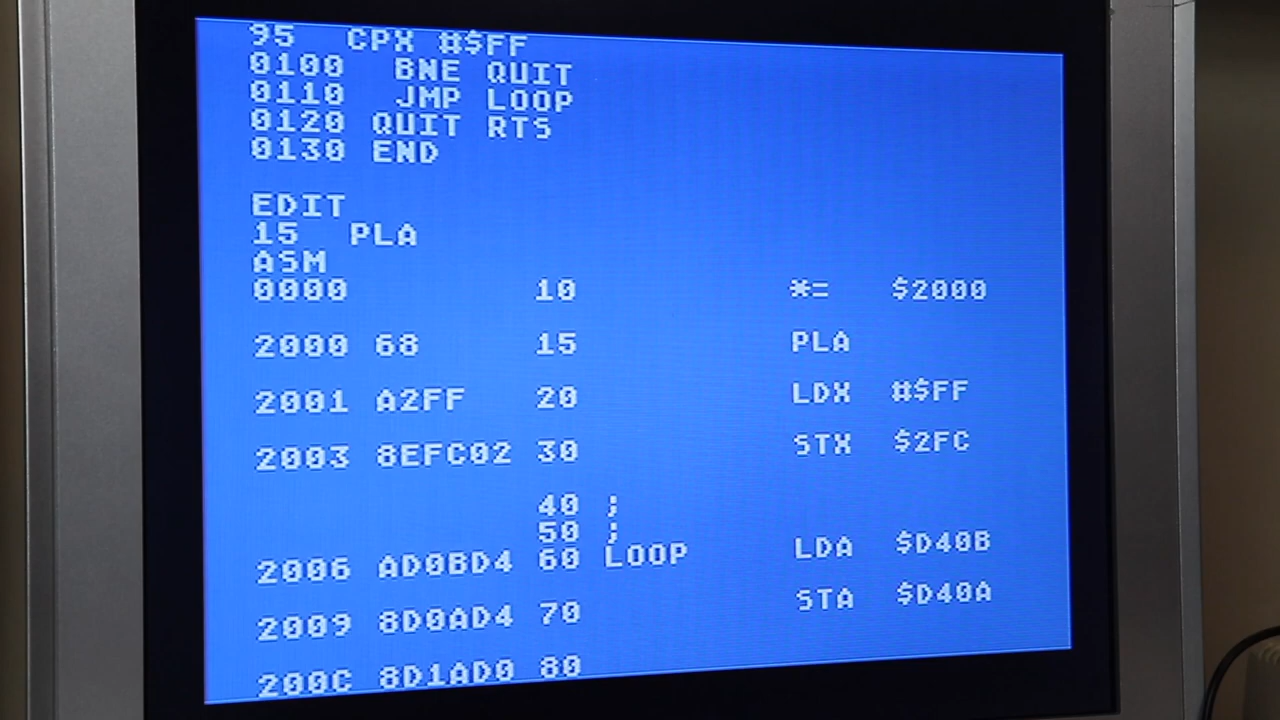 95 CPX #$FF
0100 BNE QUIT
0110 JMP LOOP
0120 QUIT RTS
0130 END
EDIT
15 PLA
ASM
0000 10 *= $2000
2000 68 15 PLA
2001 A2FF 20 LDX #$FF
2003 8EFC02 30 STX $2FC
40 ;
50 ;
2006 AD0BD4 60 LOOP LDA $D40B
2009 8D0AD4 70 STA $D40A
200C 8D1AD0 80